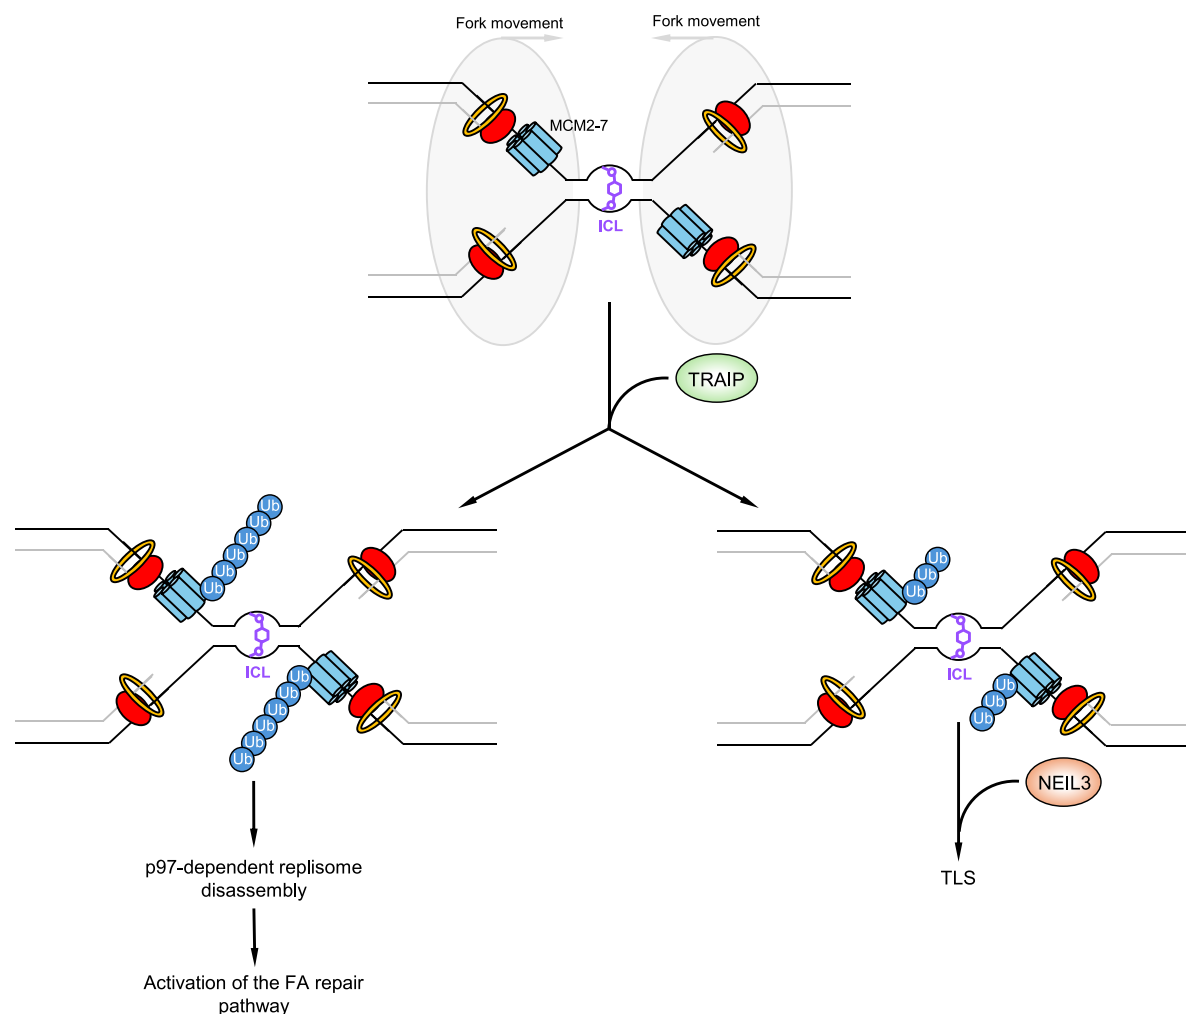 Fork movement
Fork movement
MCM2-7
ICL
TRAIP
Ub
Ub
Ub
Ub
Ub
Ub
ICL
Ub
Ub
Ub
Ub
Ub
Ub
Ub
Ub
Ub
ICL
Ub
Ub
Ub
NEIL3
p97-dependent replisome
disassembly
TLS
Activation of the FA repair
pathway